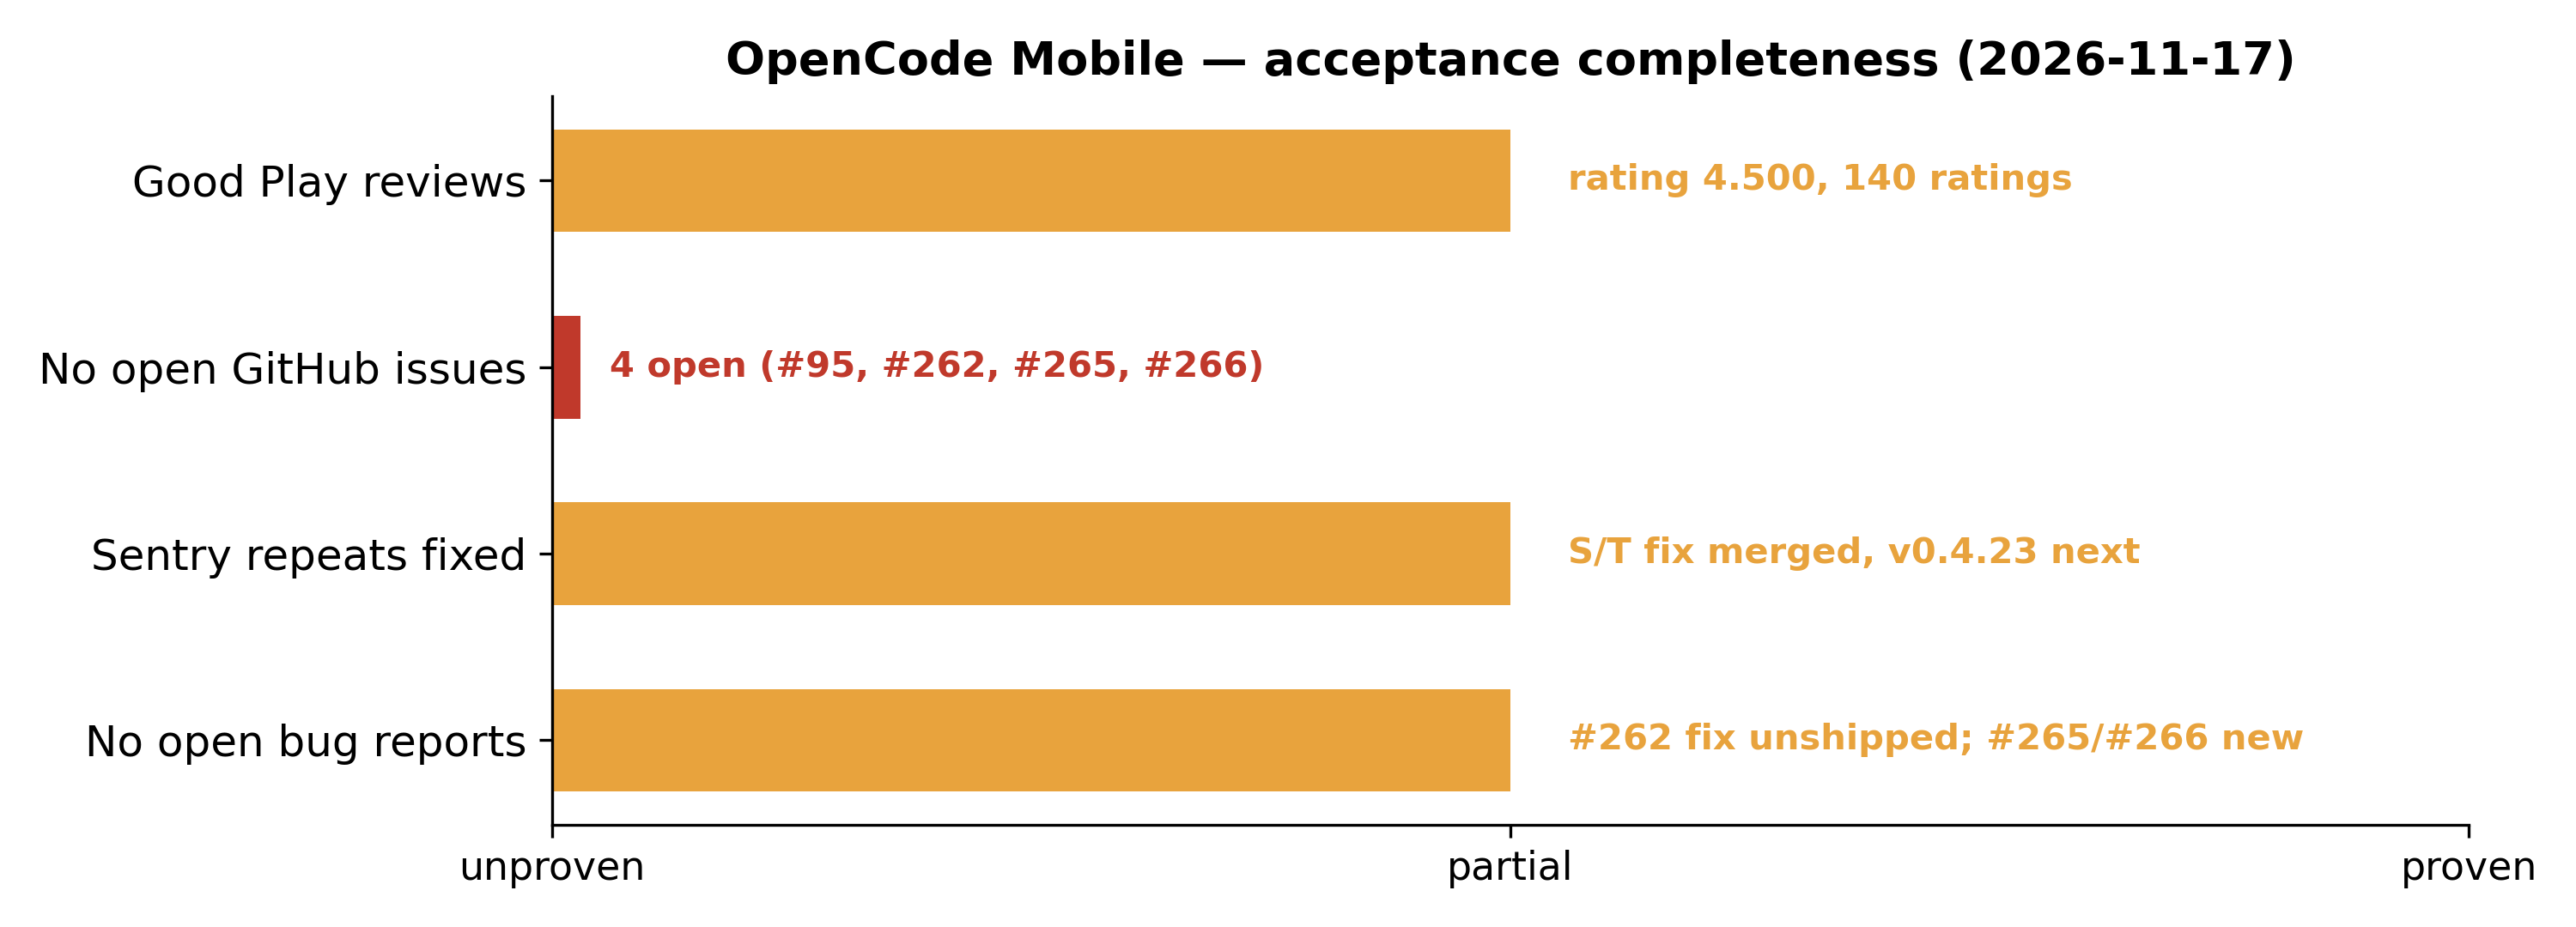 OpenCode Mobile — acceptance completeness (2026-11-17)
Good Play reviews
rating 4.500, 140 ratings
No open GitHub issues
4 open (#95, #262, #265, #266)
Sentry repeats fixed
S/T fix merged, v0.4.23 next
No open bug reports
#262 fix unshipped; #265/#266 new
unproven
partial
proven